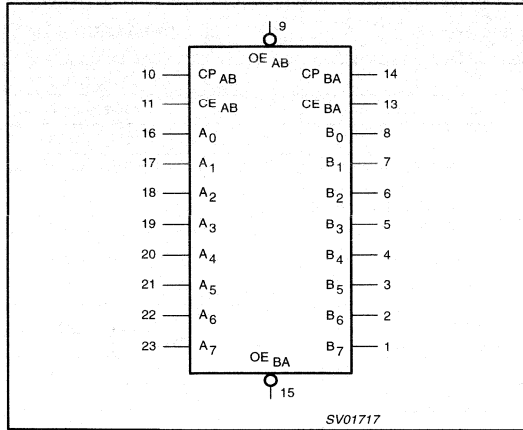 9
OE AB
10 CP AB CP BA 14
11 CE AB CE BA 13
16 A0 B0 8
17 A1 B1 7
18 A2 B2 6
19 A3 B3 5
20 A4 B4 4
21 A5 B5 3
22 A6 B6 2
23 A7 B7 1
OE BA
15
SV01717